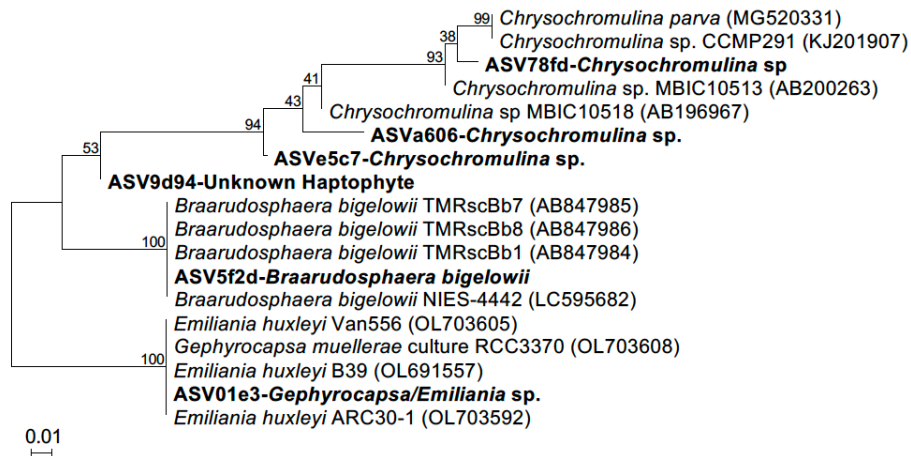 99 Chrysochromulina parva (MG520331)
38 Chrysochromulina sp. CCMP291 (KJ201907)
93 ASV78fd-Chrysochromulina sp
41 Chrysochromulina sp. MBIC10513 (AB200263)
43 Chrysochromulina sp MBIC10518 (AB196967)
94 ASVa606-Chrysochromulina sp.
53 ASVe5c7-Chrysochromulina sp.
ASV9d94-Unknown Haptophyte
Braarudosphaera bigelowii TMRscBb7 (AB847985)
Braarudosphaera bigelowii TMRscBb8 (AB847986)
100 Braarudosphaera bigelowii TMRscBb1 (AB847984)
ASV5f2d-Braarudosphaera bigelowii
Braarudosphaera bigelowii NIES-4442 (LC595682)
Emiliania huxleyi Van556 (OL703605)
Gephyrocapsa muellerae culture RCC3370 (OL703608)
100 Emiliania huxleyi B39 (OL691557)
ASV01e3-Gephyrocapsa/Emiliania sp.
Emiliania huxleyi ARC30-1 (OL703592)
0.01